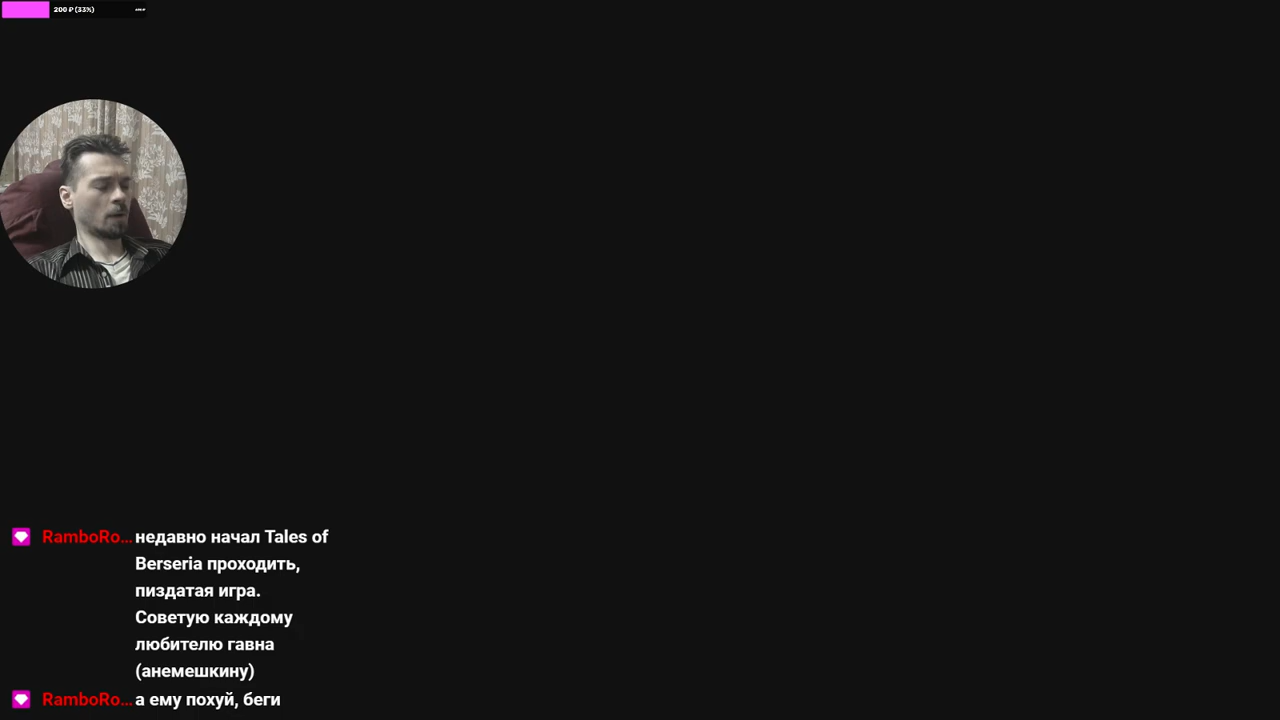 200 ₽ (33%)
RamboRo... недавно начал Tales of
Berseria проходить,
пиздатая игра.
Советую каждому
любителю гавна
(анемешкину)
RamboRo... а ему похуй, беги